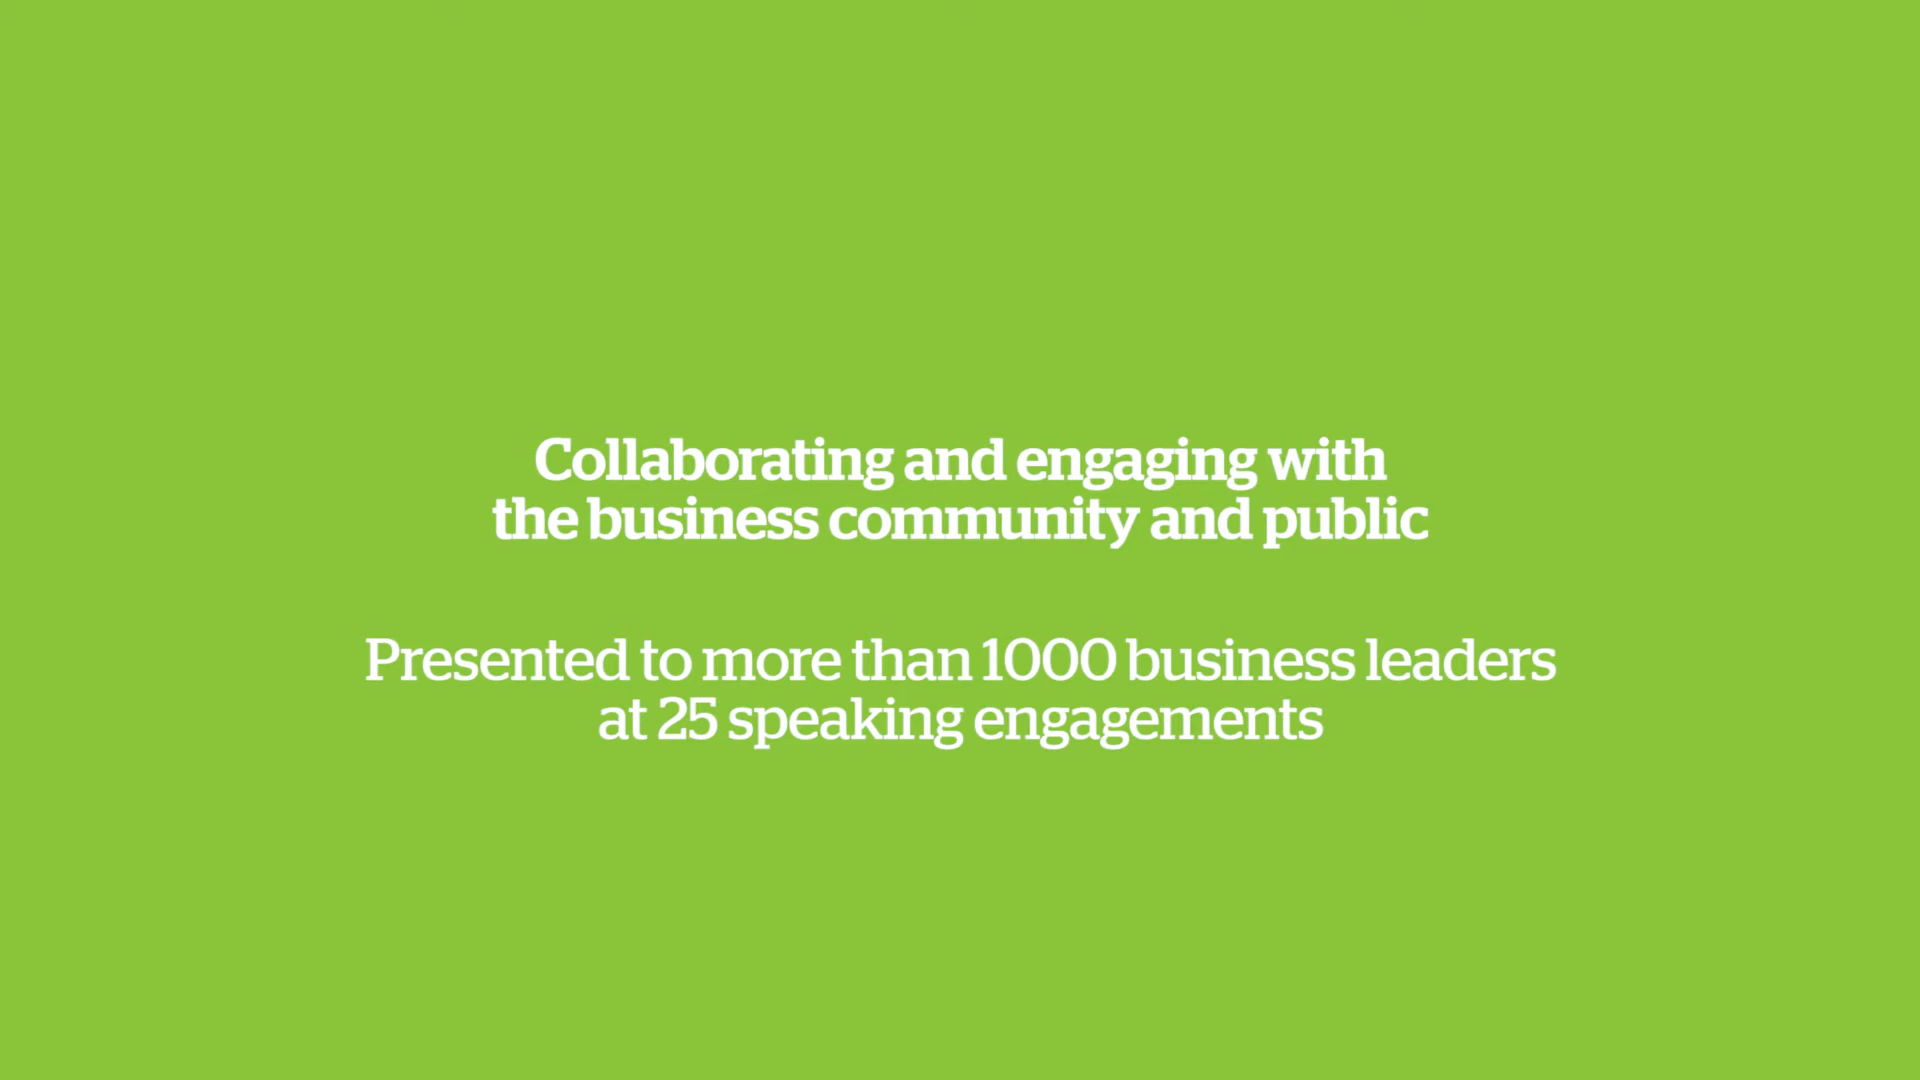 Collaborating and engaging with
the business community and public
Presented to more than 1000 business leaders
at 25 speaking engagements